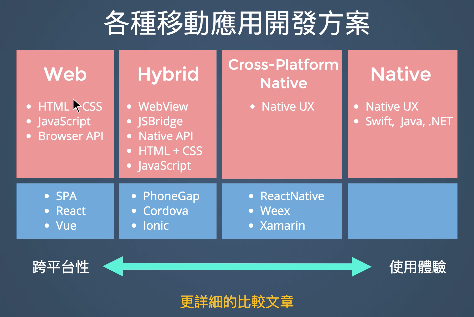 各種移動應用開發方案
Web
HTML + CSS
JavaScript
Browser API
SPA
React
Vue
Hybrid
WebView
JSBridge
Native API
HTML + CSS
JavaScript
PhoneGap
Cordova
Ionic
Cross-Platform
Native
Native UX
ReactNative
Weex
Xamarin
Native
Native UX
Swift, Java, .NET
跨平台性
使用體驗
更詳細的比較文章